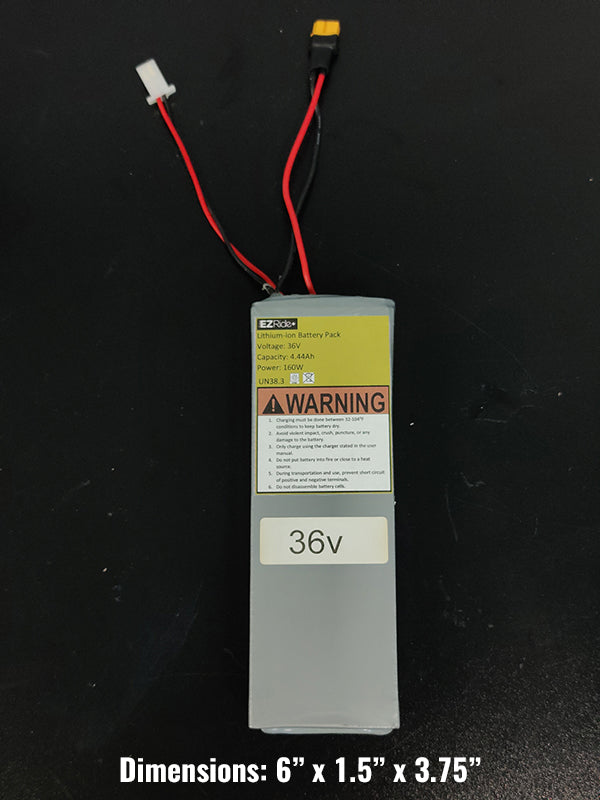 EZRide+
Lithium-ion Battery Pack
Voltage: 36V
Capacity: 4.44Ah
Power: 160W
UN38.3
WARNING
1. Charging must be done between 32-104°F
conditions to keep battery dry.
2. Avoid violent impact, crush, puncture, or any
damage to the battery.
3. Only charge using the charger stated in the user
manual.
4. Do not put battery into fire or close to a heat
source.
5. During transportation and use, prevent short circuit
of positive and negative terminals.
6. Do not disassemble battery cells.
36v
Dimensions: 6” x 1.5” x 3.75”